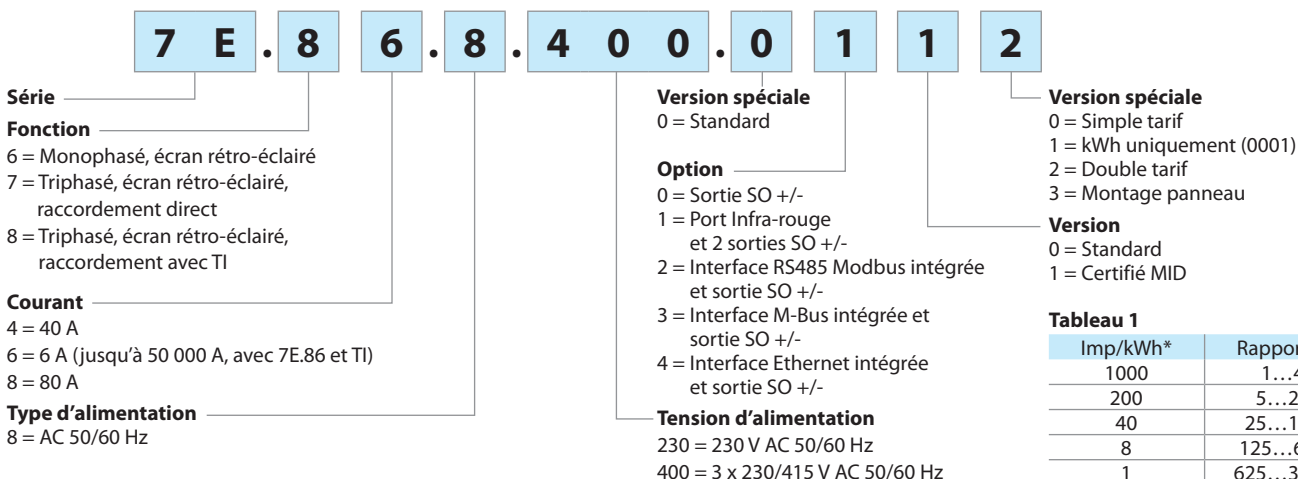 7 E . 8 6 . 8 . 4 0 0 . 0 1 1 2
Série
Fonction
6 = Monophasé, écran rétro-éclairé
7 = Triphasé, écran rétro-éclairé,
raccordement direct
8 = Triphasé, écran rétro-éclairé,
raccordement avec TI
Courant
4 = 40 A
6 = 6 A (jusqu'à 50 000 A, avec 7E.86 et TI)
8 = 80 A
Type d'alimentation
8 = AC 50/60 Hz
Version spéciale
0 = Standard
Option
0 = Sortie SO +/-
1 = Port Infra-rouge
et 2 sorties SO +/-
2 = Interface RS485 Modbus intégrée
et sortie SO +/-
3 = Interface M-Bus intégrée et
sortie SO +/-
4 = Interface Ethernet intégrée
et sortie SO +/-
Tension d'alimentation
230 = 230 V AC 50/60 Hz
400 = 3 x 230/415 V AC 50/60 Hz
Version spéciale
0 = Simple tarif
1 = kWh uniquement (0001)
2 = Double tarif
3 = Montage panneau
Version
0 = Standard
1 = Certifié MID
Tableau 1
Imp/kWh*
1000 1…4
200
40
8
1